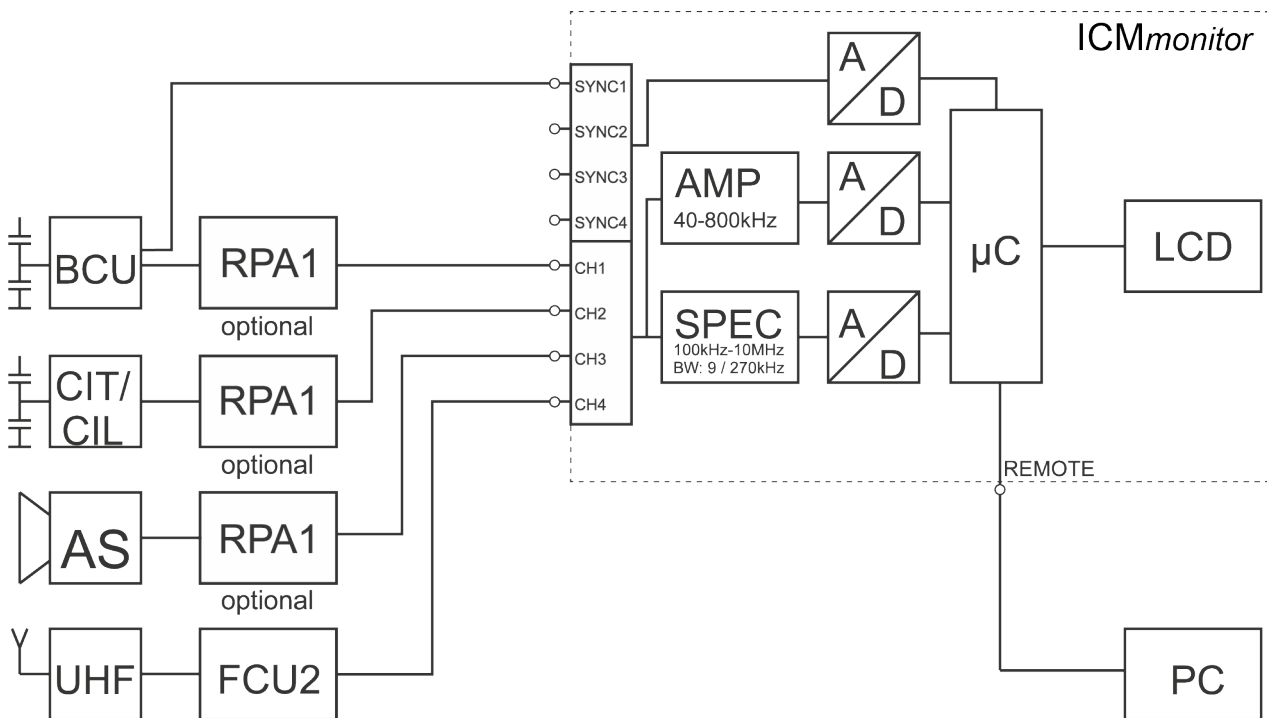 ICMmonitor
A
D
SYNC1
SYNC2
SYNC3
SYNC4
CH1
CH2
CH3
CH4
AMP
40-800kHz
A
D
SPEC
100kHz-10MHz
BW: 9 / 270kHz
A
D
µC
LCD
BCU
RPA1
optional
CIT/
CIL
RPA1
optional
AS
RPA1
optional
UHF
FCU2
REMOTE
PC